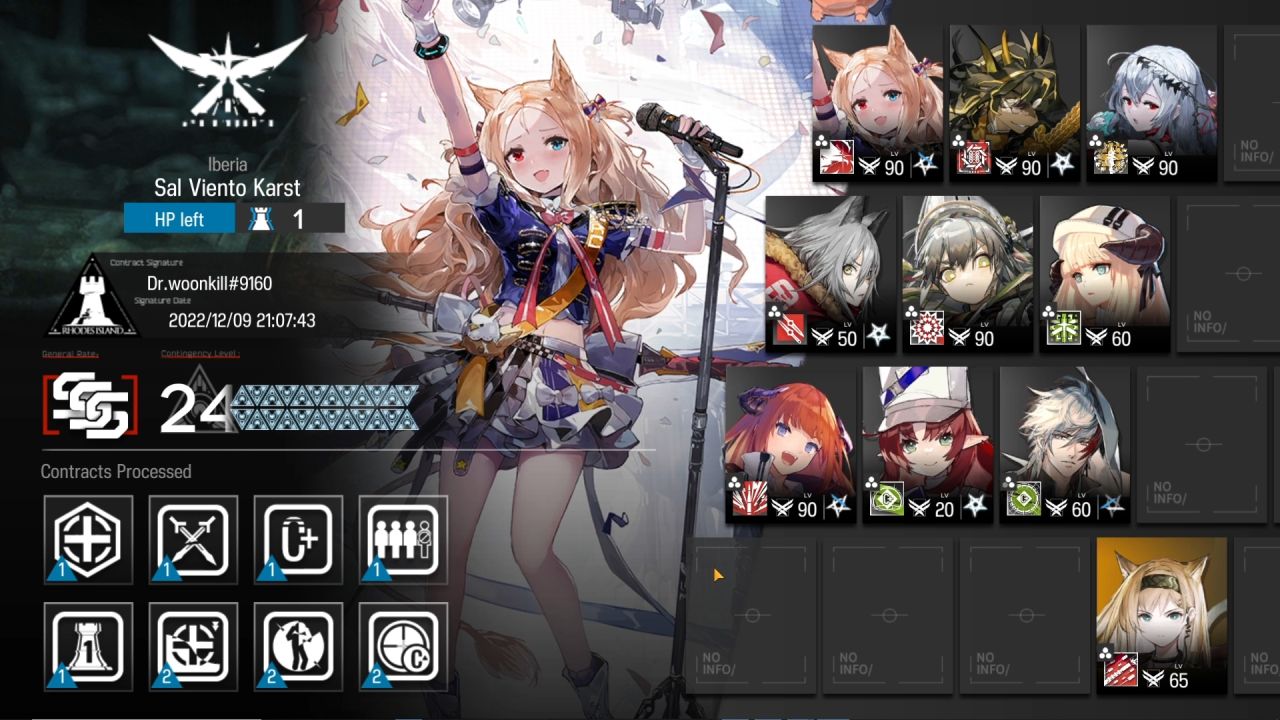 Iberia
Sal Viento Karst
HP left 1
Contract Signature
Dr.woonkill#9160
Signature Date
2022/12/09 21:07:43
RHODES ISLAND
General Rate:
Contingency Level:
24
Contracts Processed
1 1 1 1
1 2 2 2
LV 90
LV 90
LV 90
NO INFO/
LV 50
LV 90
LV 60
NO INFO/
LV 90
LV 20
LV 60
NO INFO/
NO INFO/
NO INFO/
NO INFO/
LV 65
NO INFO/